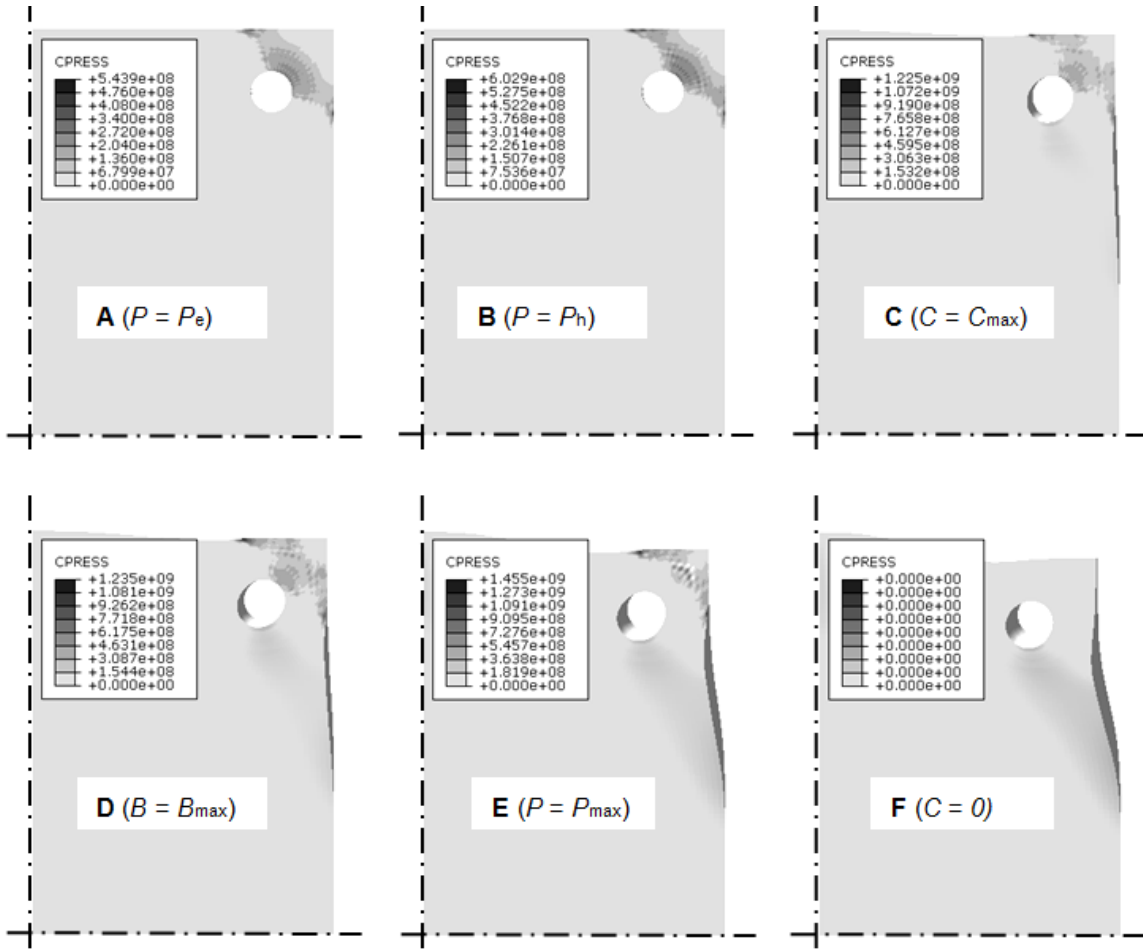 CPRESS
+5.439e+08
+4.760e+08
+4.080e+08
+3.400e+08
+2.720e+08
+2.040e+08
+1.360e+08
+6.799e+07
+0.000e+00
A (P = Pe)
CPRESS
+6.029e+08
+5.275e+08
+4.522e+08
+3.768e+08
+3.014e+08
+2.261e+08
+1.507e+08
+7.536e+07
+0.000e+00
B (P = Ph)
CPRESS
+1.225e+09
+1.072e+09
+9.190e+08
+7.658e+08
+6.127e+08
+4.595e+08
+3.063e+08
+1.532e+08
+0.000e+00
C (C = Cmax)
CPRESS
+1.235e+09
+1.081e+09
+9.262e+08
+7.718e+08
+6.175e+08
+4.631e+08
+3.087e+08
+1.544e+08
+0.000e+00
D (B = Bmax)
CPRESS
+1.455e+09
+1.273e+09
+1.091e+09
+9.095e+08
+7.276e+08
+5.457e+08
+3.638e+08
+1.819e+08
+0.000e+00
E (P = Pmax)
CPRESS
+0.000e+00
+0.000e+00
+0.000e+00
+0.000e+00
+0.000e+00
+0.000e+00
+0.000e+00
+0.000e+00
+0.000e+00
F (C = 0)